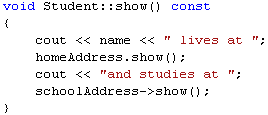 void Student::show() const
{
    cout << name << " lives at ";
    homeAddress.show();
    cout << "and studies at ";
    schoolAddress->show();
}